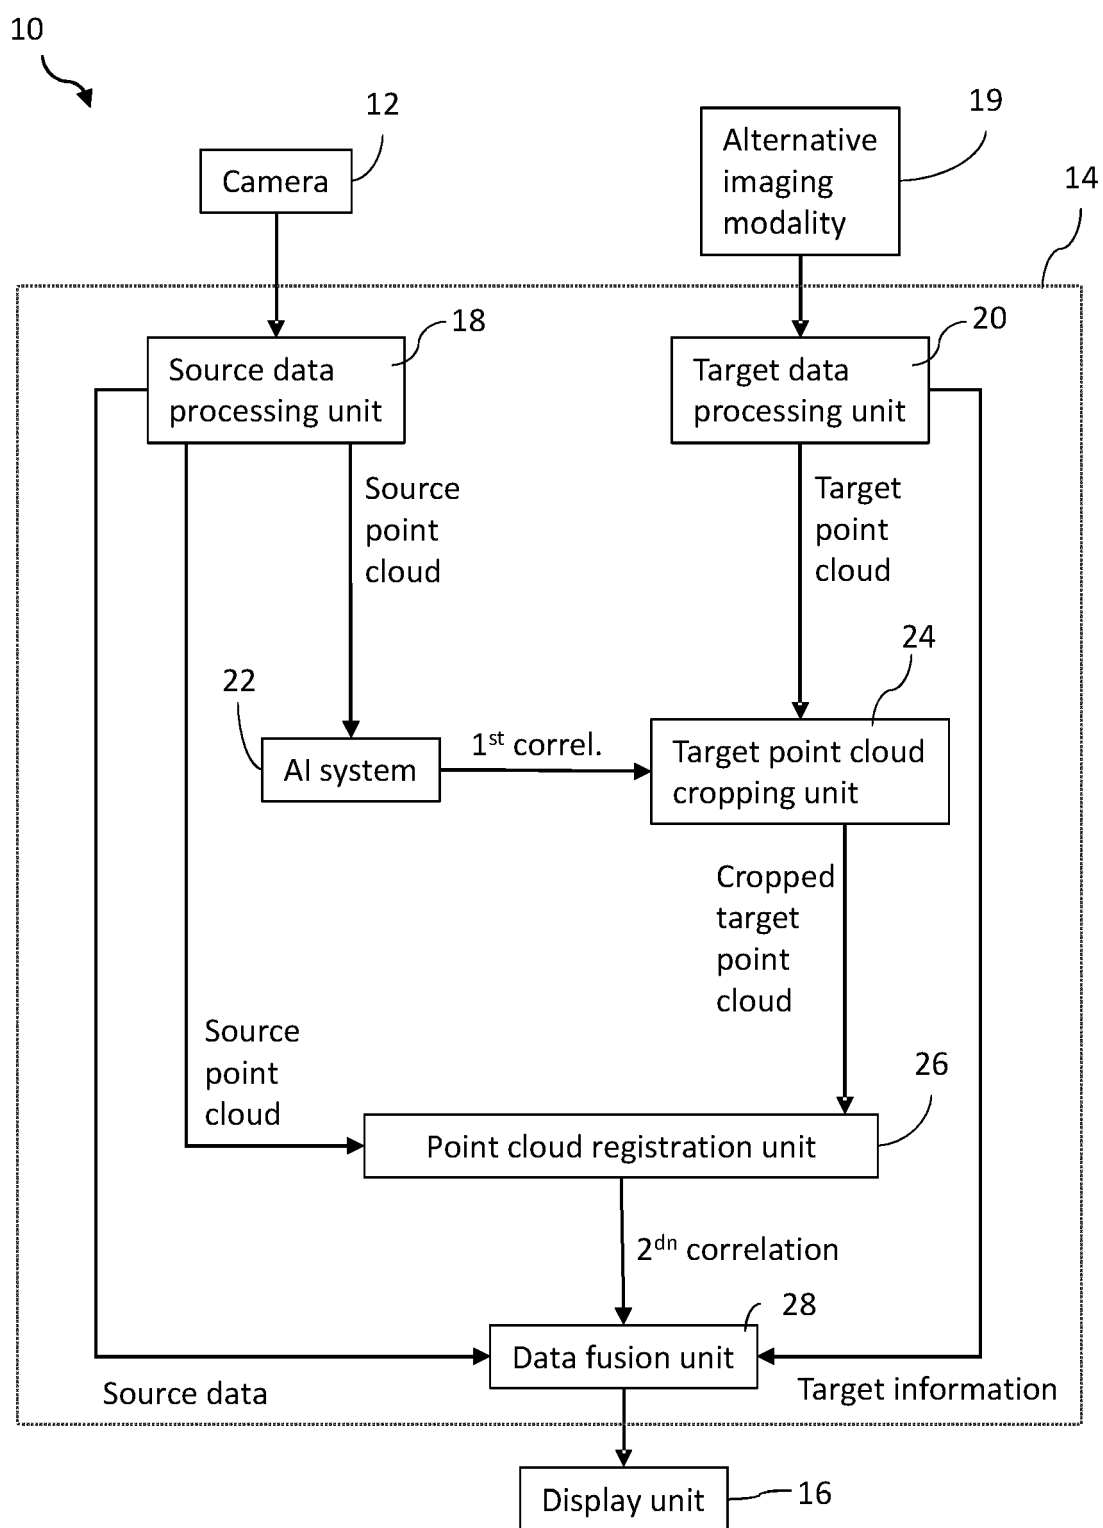 10
12
19
Camera
Alternative
imaging
modality
14
18
20
Source data
processing unit
Target data
processing unit
Source
point
cloud
Target
point
cloud
22
24
AI system
1st correl.
Target point cloud
cropping unit
Cropped
target
point
cloud
Source
point
cloud
26
Point cloud registration unit
2dn correlation
28
Data fusion unit
Source data
Target information
Display unit
16